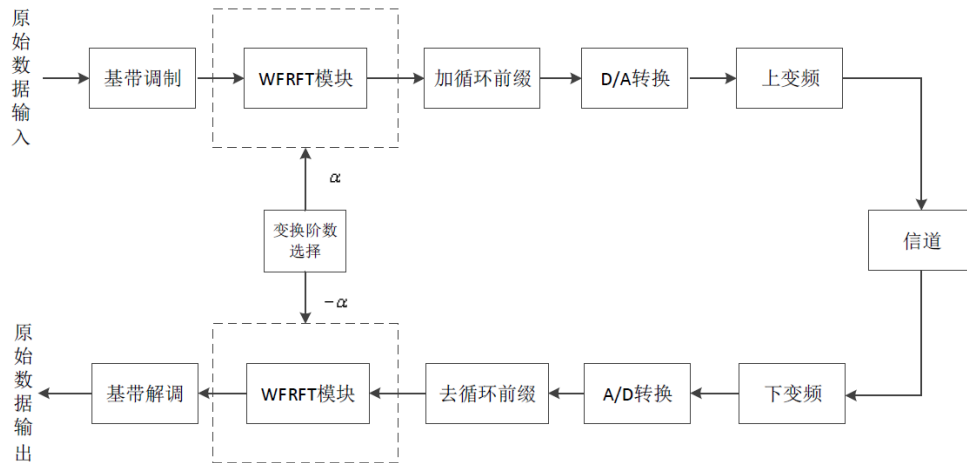 原始数据输入
基带调制
WFRFT模块
加循环前缀
D/A转换
上变频
α
变换阶数
选择
信道
-α
原始数据输出
基带解调
WFRFT模块
去循环前缀
A/D转换
下变频